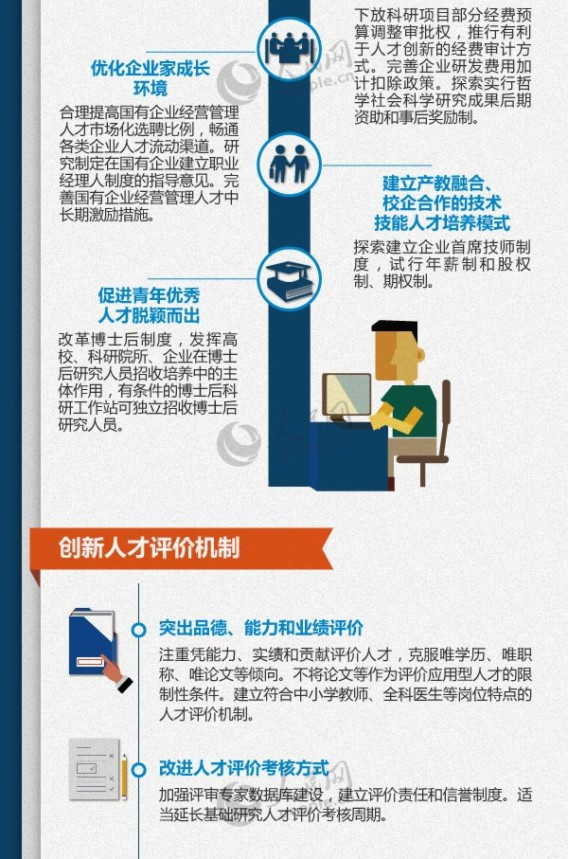 下放科研项目部分经费预
算调整审批权，推行有利
于人才创新的经费审计方
式。完善企业研发费用加
计扣除政策。探索实行哲
学社会科学研究成果后期
资助和事后奖励制。
优化企业家成长
环境
合理提高国有企业经营管理
人才市场化选聘比例，畅通
各类企业人才流动渠道。研
究制定在国有企业建立职业
经理人制度的指导意见。完
善国有企业经营管理人才中
长期激励措施。
建立产教融合、
校企合作的技术
技能人才培养模式
探索建立企业首席技师制
度，试行年薪制和股权
制、期权制。
促进青年优秀
人才脱颖而出
改革博士后制度，发挥高
校、科研院所、企业在博士
后研究人员招收培养中的主
体作用，有条件的博士后科
研工作站可独立招收博士后
研究人员。
创新人才评价机制
突出品德、能力和业绩评价
注重凭能力、实绩和贡献评价人才，克服唯学历、唯职
称、唯论文等倾向。不将论文等作为评价应用型人才的限
制性条件。建立符合中小学教师、全科医生等岗位特点的
人才评价机制。
改进人才评价考核方式
加强评审专家数据库建设，建立评价责任和信誉制度。适
当延长基础研究人才评价考核周期。